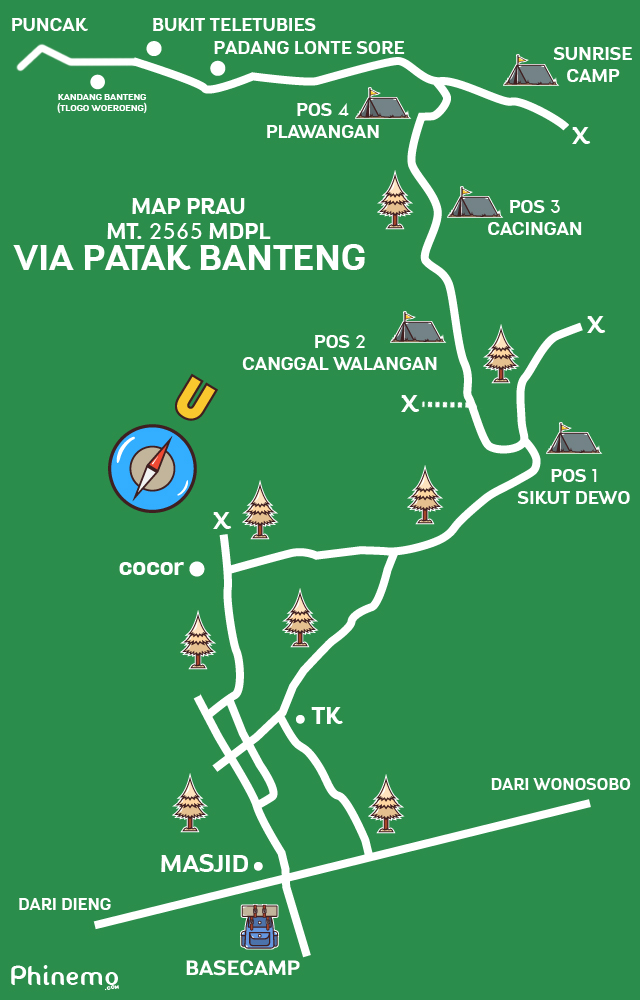 PUNCAK
BUKIT TELETUBIES
PADANG LONTE SORE
SUNRISE
CAMP
KANDANG BANTENG
(TLOGO WOEROENG)
POS 4
PLAWANGAN
X
MAP PRAU
MT. 2565 MDPL
VIA PATAK BANTENG
POS 3
CACINGAN
X
POS 2
CANGGAL WALANGAN
U
X
POS 1
SIKUT DEWO
X
cocor
TK
DARI WONOSOBO
MASJID
DARI DIENG
BASECAMP
Phinemo
.COM